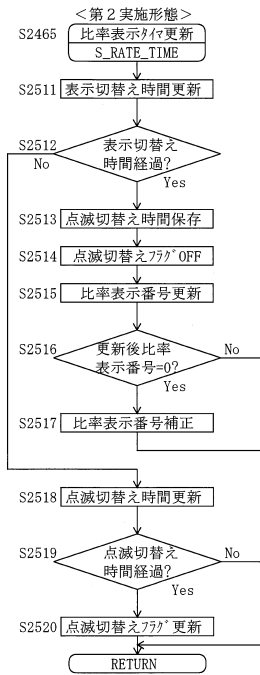 ＜第２実施形態＞
S2465 比率表示ﾀｲﾏ更新
S_RATE_TIME
S2511 表示切替え時間更新
S2512 表示切替え
時間経過?
No
Yes
S2513 点滅切替え時間保存
S2514 点滅切替えﾌﾗｸﾞOFF
S2515 比率表示番号更新
S2516 更新後比率
表示番号=0?
No
Yes
S2517 比率表示番号補正
S2518 点滅切替え時間更新
S2519 点滅切替え
時間経過?
No
Yes
S2520 点滅切替えﾌﾗｸﾞ更新
RETURN